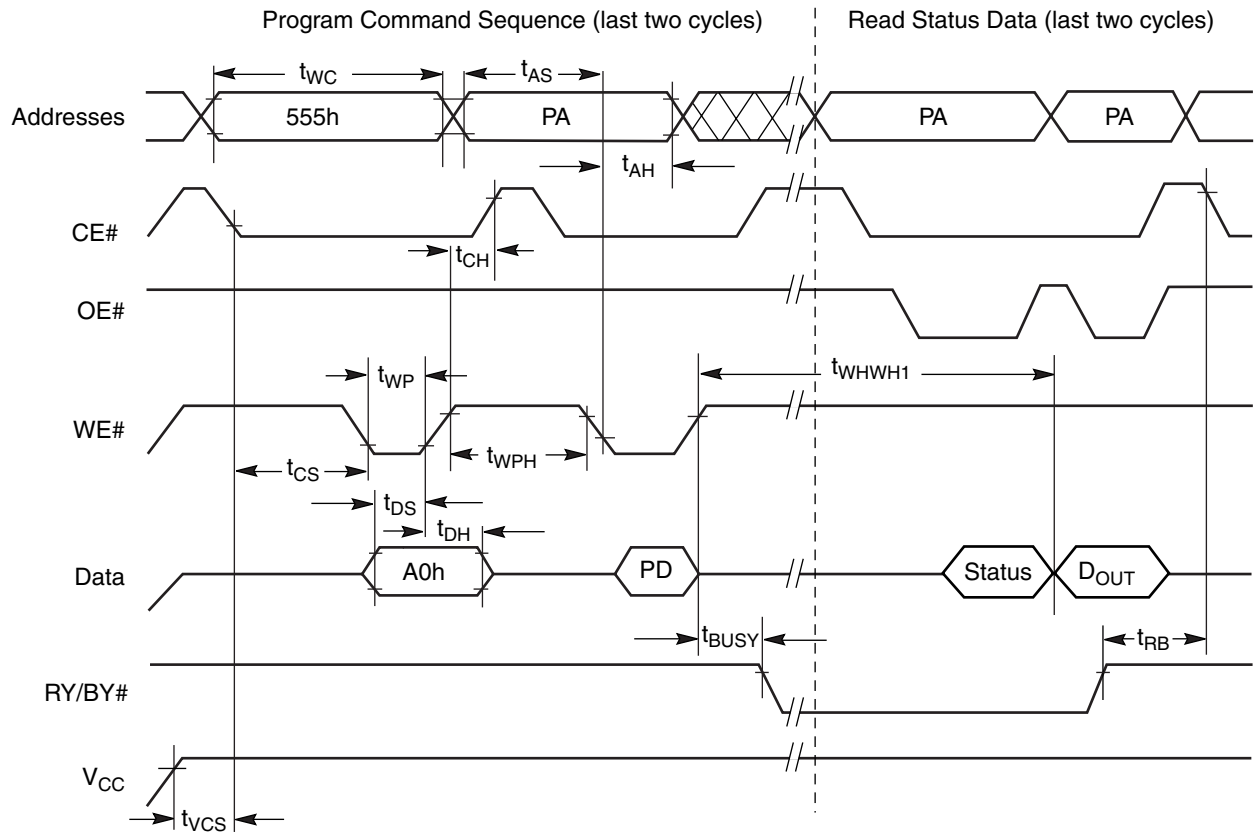 Program Command Sequence (last two cycles) Read Status Data (last two cycles)
tWC tAS
Addresses 555h PA PA PA
tAH
CE#
tCH
OE#
tWHWH1
tWP
WE#
tCS tWPH
tDS
tDH
Data A0h PD Status DOUT
tBUSY tRB
RY/BY#
VCC
tVCS